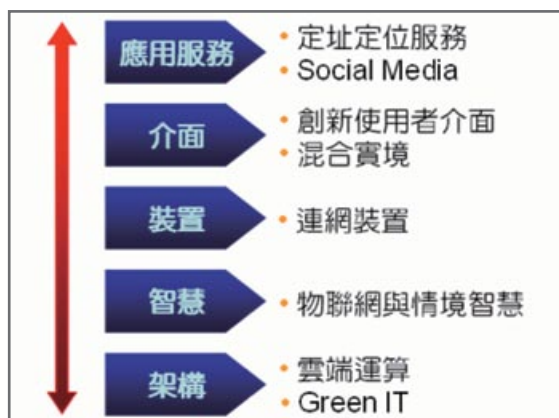 應用服務
• 定址定位服務
• Social Media
介面
• 創新使用者介面
• 混合實境
裝置
• 連網裝置
智慧
• 物聯網與情境智慧
架構
• 雲端運算
• Green IT